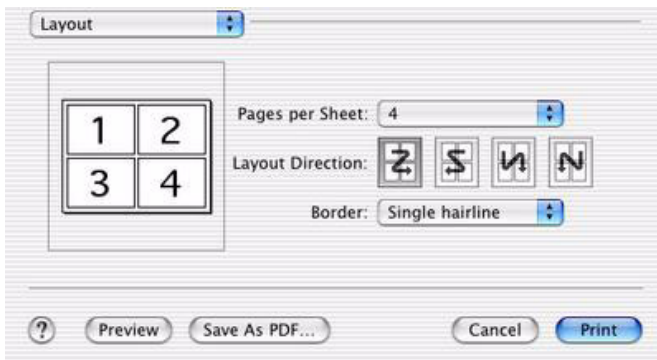 Layout
1 2
3 4
Pages per Sheet: 4
Layout Direction:
Border: Single hairline
? Preview Save As PDF... Cancel Print